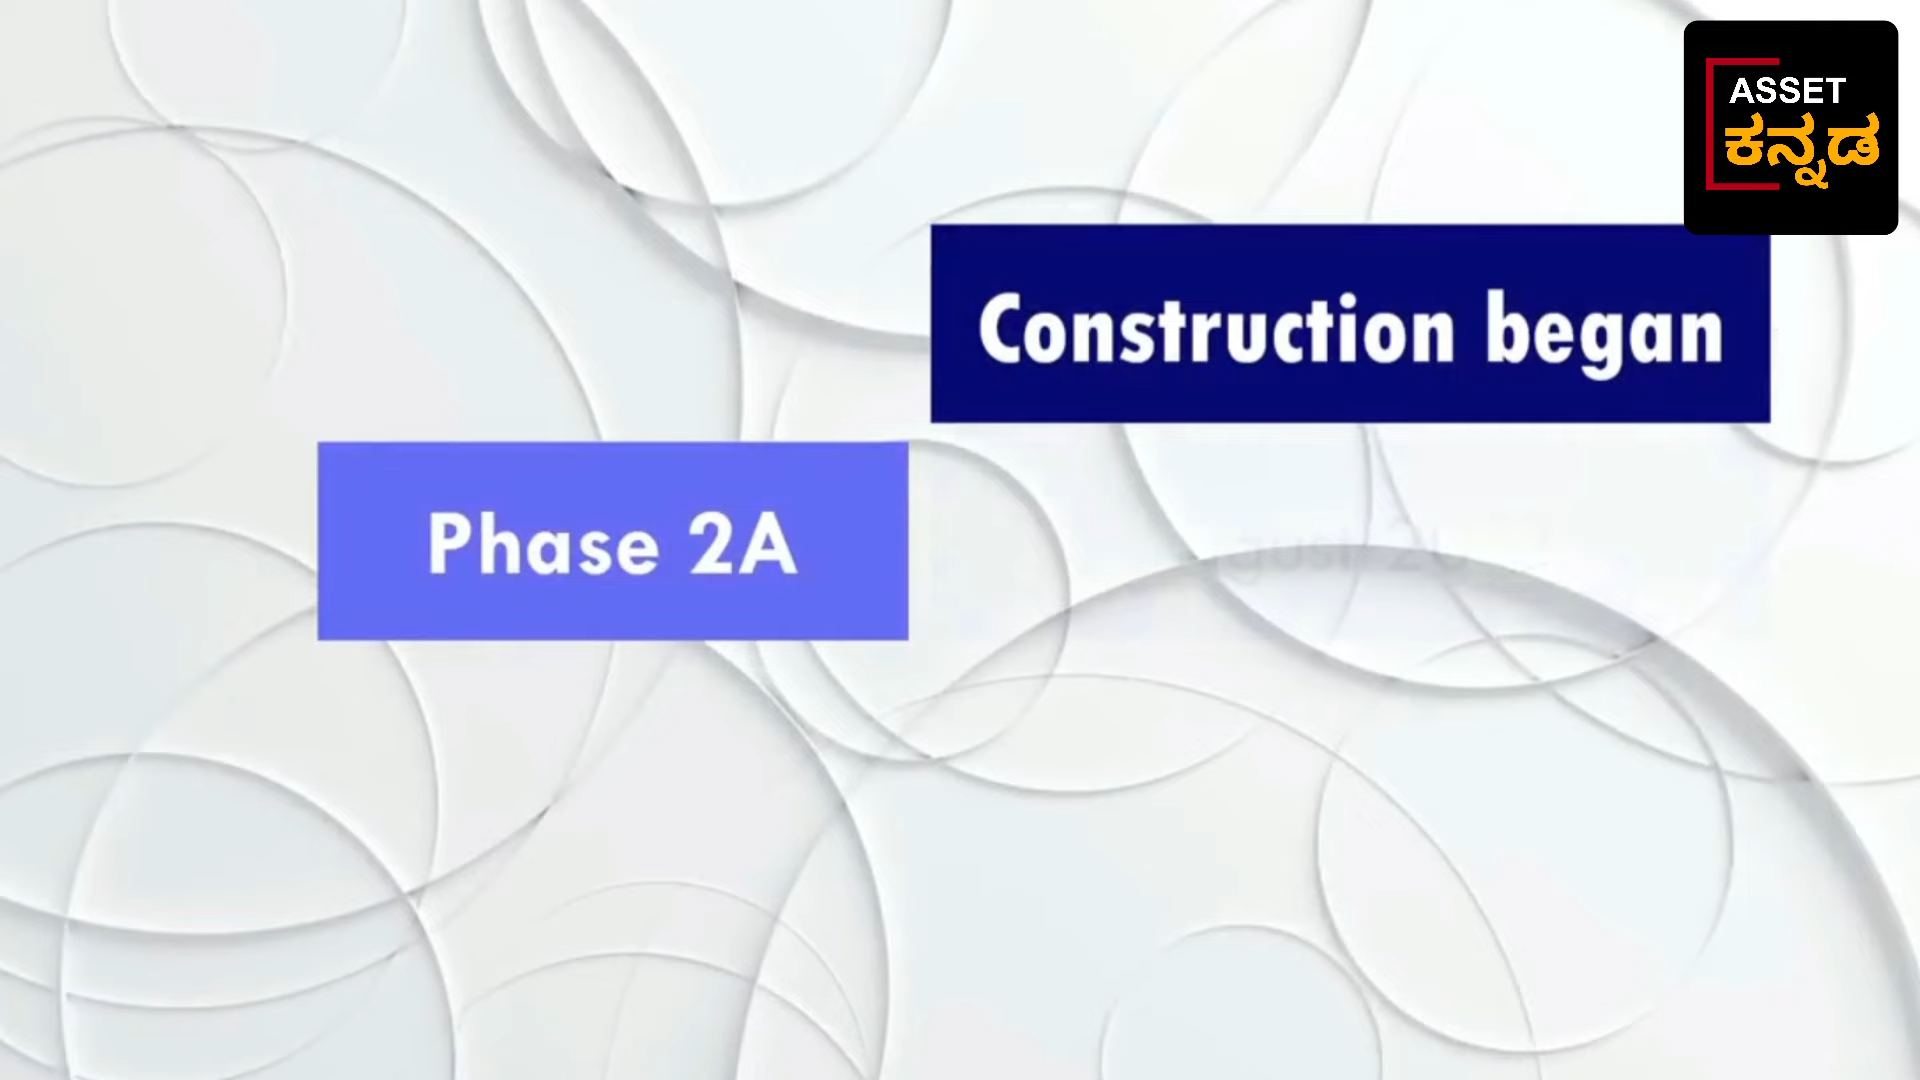 ASSET
ಕನ್ನಡ
Construction began
Phase 2A